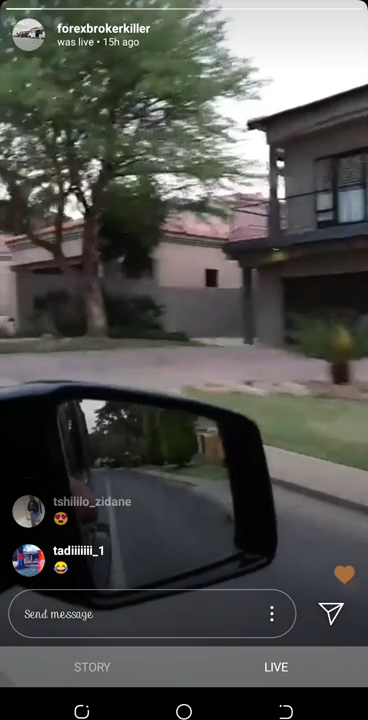 forexbrokerkiller
was live • 15h ago
tshililo_zidane
😍
tadiiiiiii_1
😂
Send message
STORY
LIVE